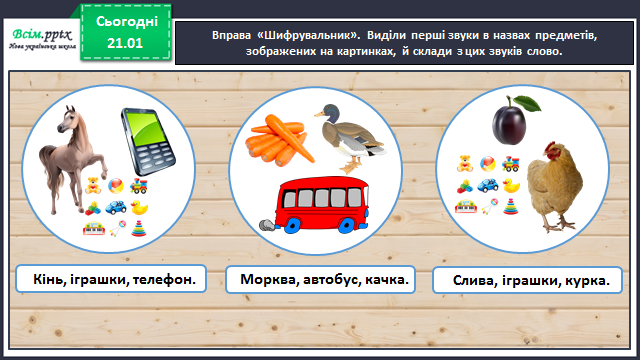 Всім.pptx
Нова українська школа
Сьогодні
21.01
Вправа «Шифрувальник». Виділи перші звуки в назвах предметів,
зображених на картинках, й склади з цих звуків слово.
Кінь, іграшки, телефон.
Морква, автобус, качка.
Слива, іграшки, курка.